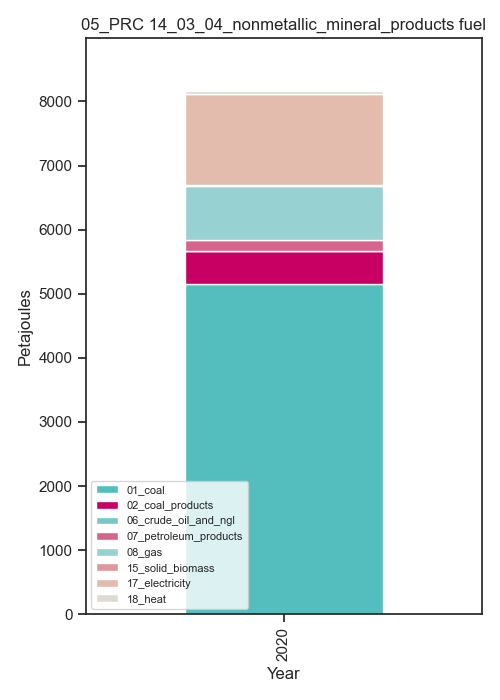 05_PRC 14_03_04_nonmetallic_mineral_products fuel
8000
7000
6000
5000
4000
3000
2000
1000
0
Petajoules
01_coal
02_coal_products
06_crude_oil_and_ngl
07_petroleum_products
08_gas
15_solid_biomass
17_electricity
18_heat
2020
Year